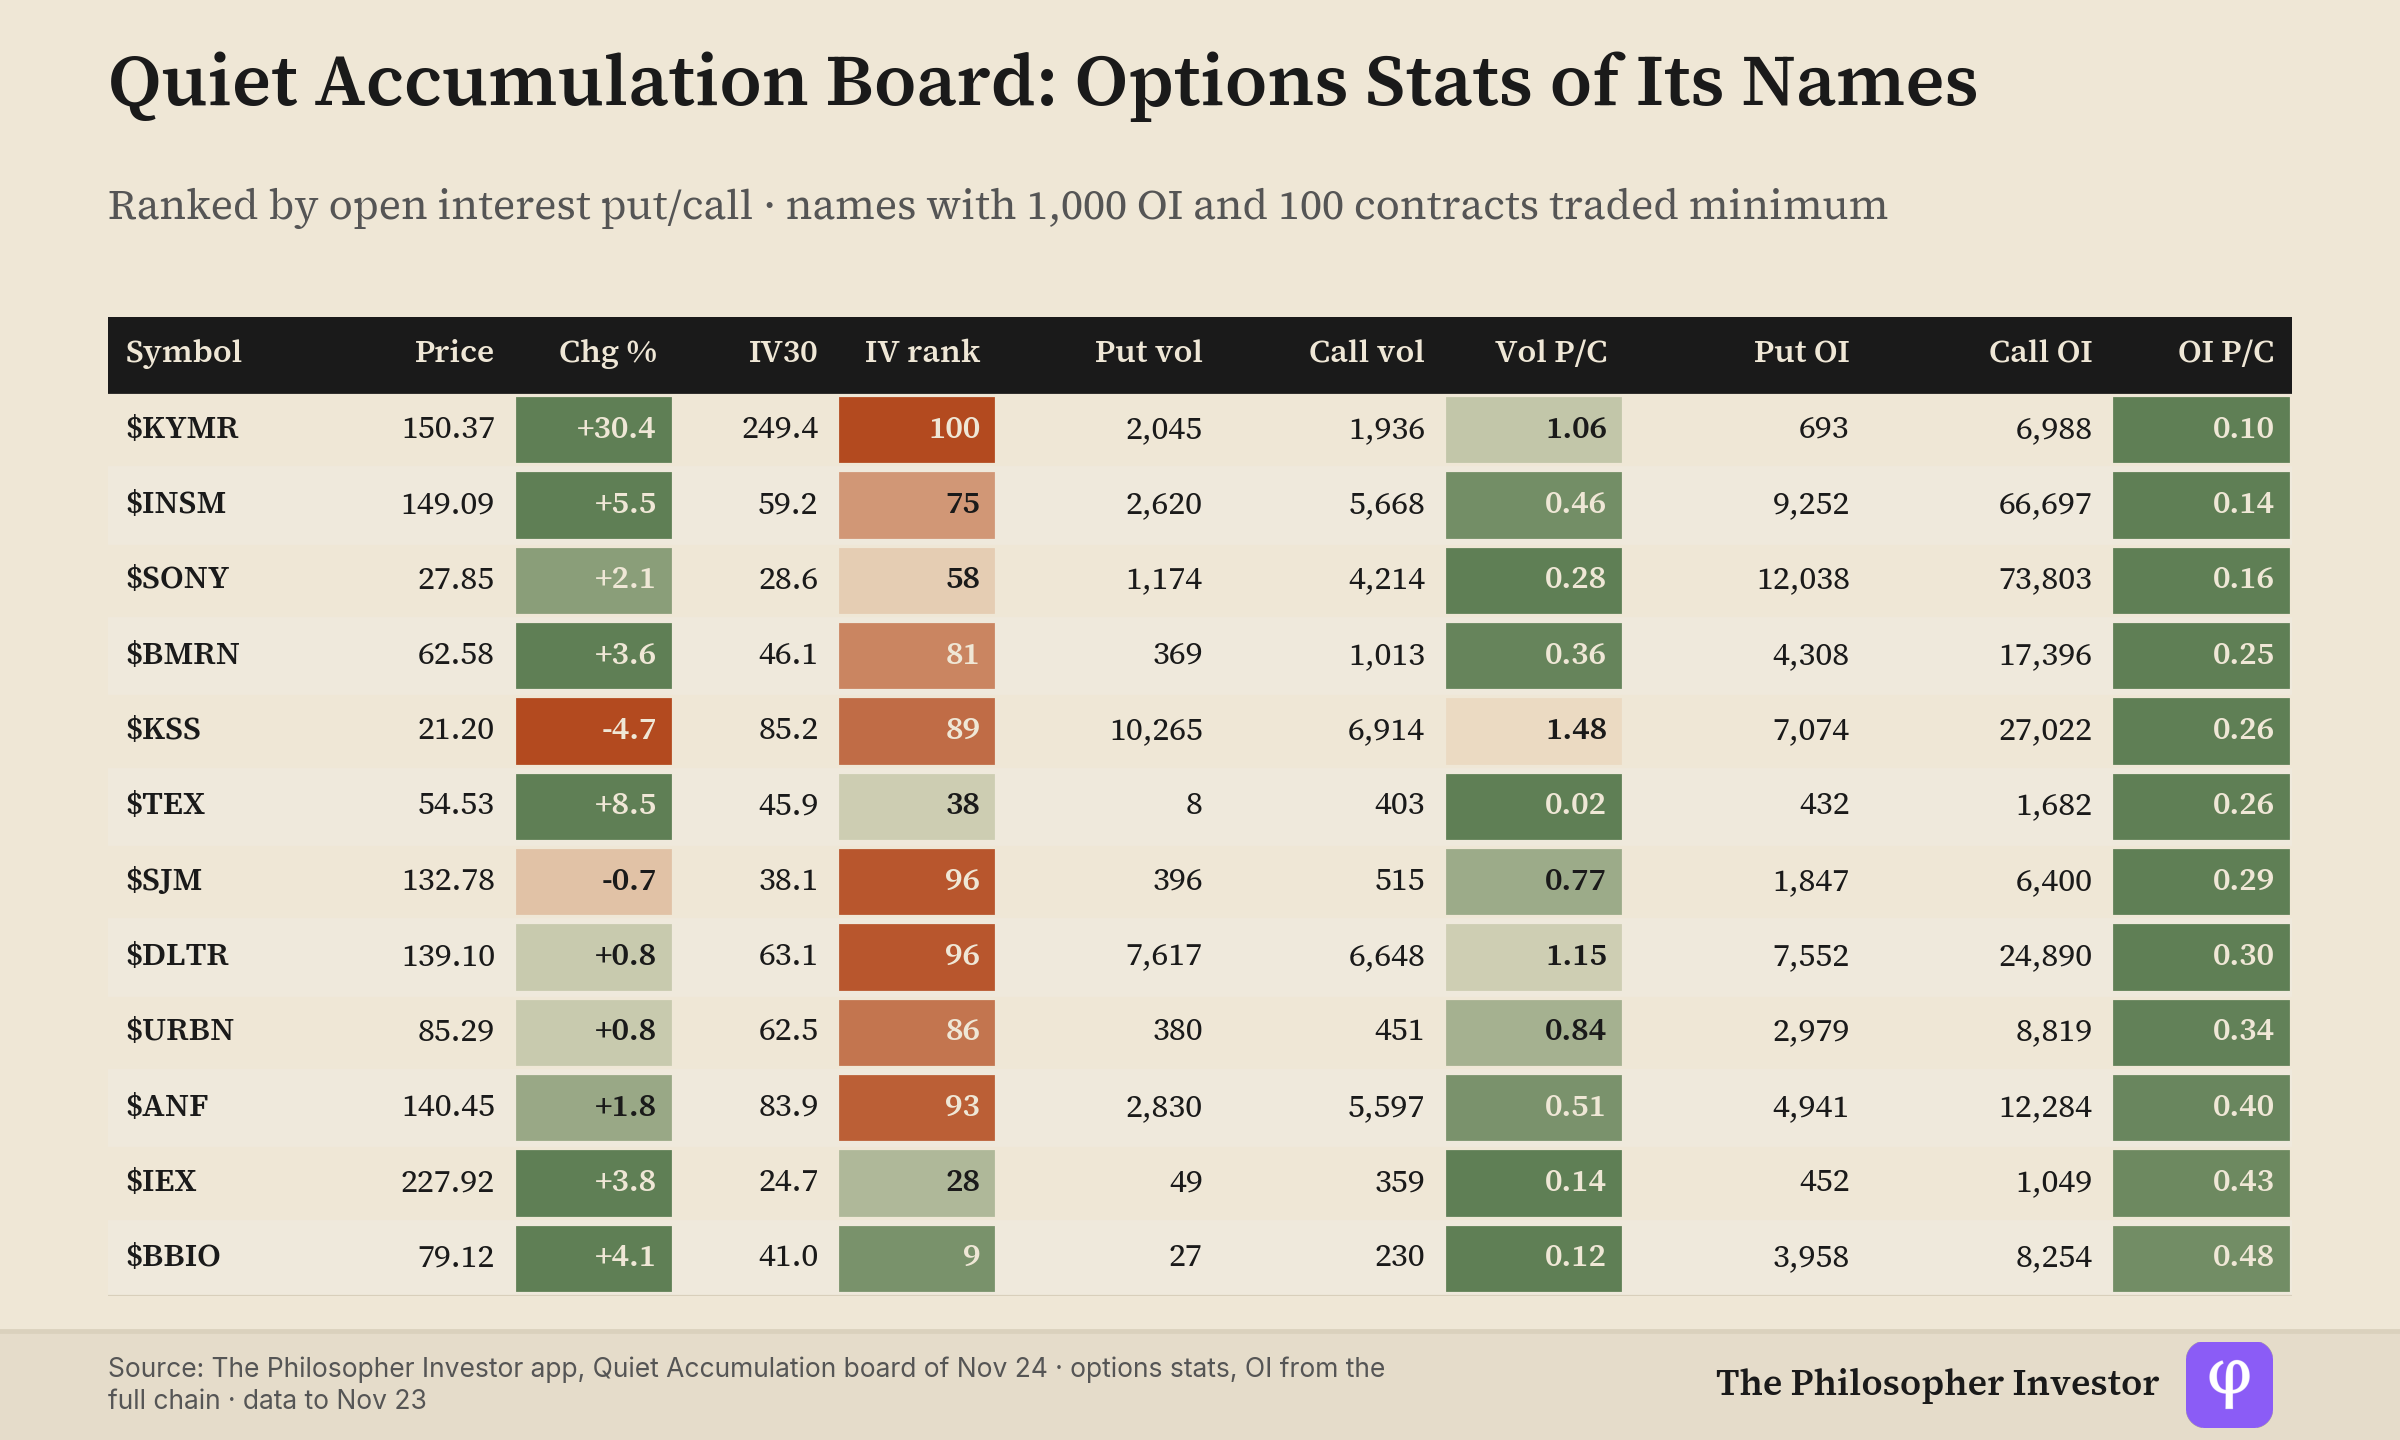 Quiet Accumulation Board: Options Stats of Its Names
Ranked by open interest put/call · names with 1,000 OI and 100 contracts traded minimum
Symbol Price Chg % IV30 IV rank Put vol Call vol Vol P/C Put OI Call OI OI P/C
$KYMR 150.37 +30.4 249.4 100 2,045 1,936 1.06 693 6,988 0.10
$INSM 149.09 +5.5 59.2 75 2,620 5,668 0.46 9,252 66,697 0.14
$SONY 27.85 +2.1 28.6 58 1,174 4,214 0.28 12,038 73,803 0.16
$BMRN 62.58 +3.6 46.1 81 369 1,013 0.36 4,308 17,396 0.25
$KSS 21.20 -4.7 85.2 89 10,265 6,914 1.48 7,074 27,022 0.26
$TEX 54.53 +8.5 45.9 38 8 403 0.02 432 1,682 0.26
$SJM 132.78 -0.7 38.1 96 396 515 0.77 1,847 6,400 0.29
$DLTR 139.10 +0.8 63.1 96 7,617 6,648 1.15 7,552 24,890 0.30
$URBN 85.29 +0.8 62.5 86 380 451 0.84 2,979 8,819 0.34
$ANF 140.45 +1.8 83.9 93 2,830 5,597 0.51 4,941 12,284 0.40
$IEX 227.92 +3.8 24.7 28 49 359 0.14 452 1,049 0.43
$BBIO 79.12 +4.1 41.0 9 27 230 0.12 3,958 8,254 0.48
Source: The Philosopher Investor app, Quiet Accumulation board of Nov 24 · options stats, OI from the
full chain · data to Nov 23
The Philosopher Investor φ